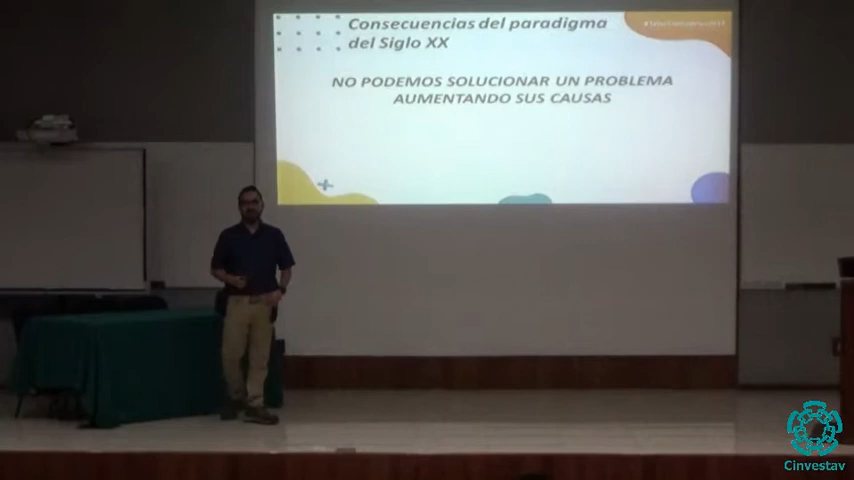 Consecuencias del paradigma
del Siglo XX
NO PODEMOS SOLUCIONAR UN PROBLEMA
AUMENTANDO SUS CAUSAS
Cinvestav